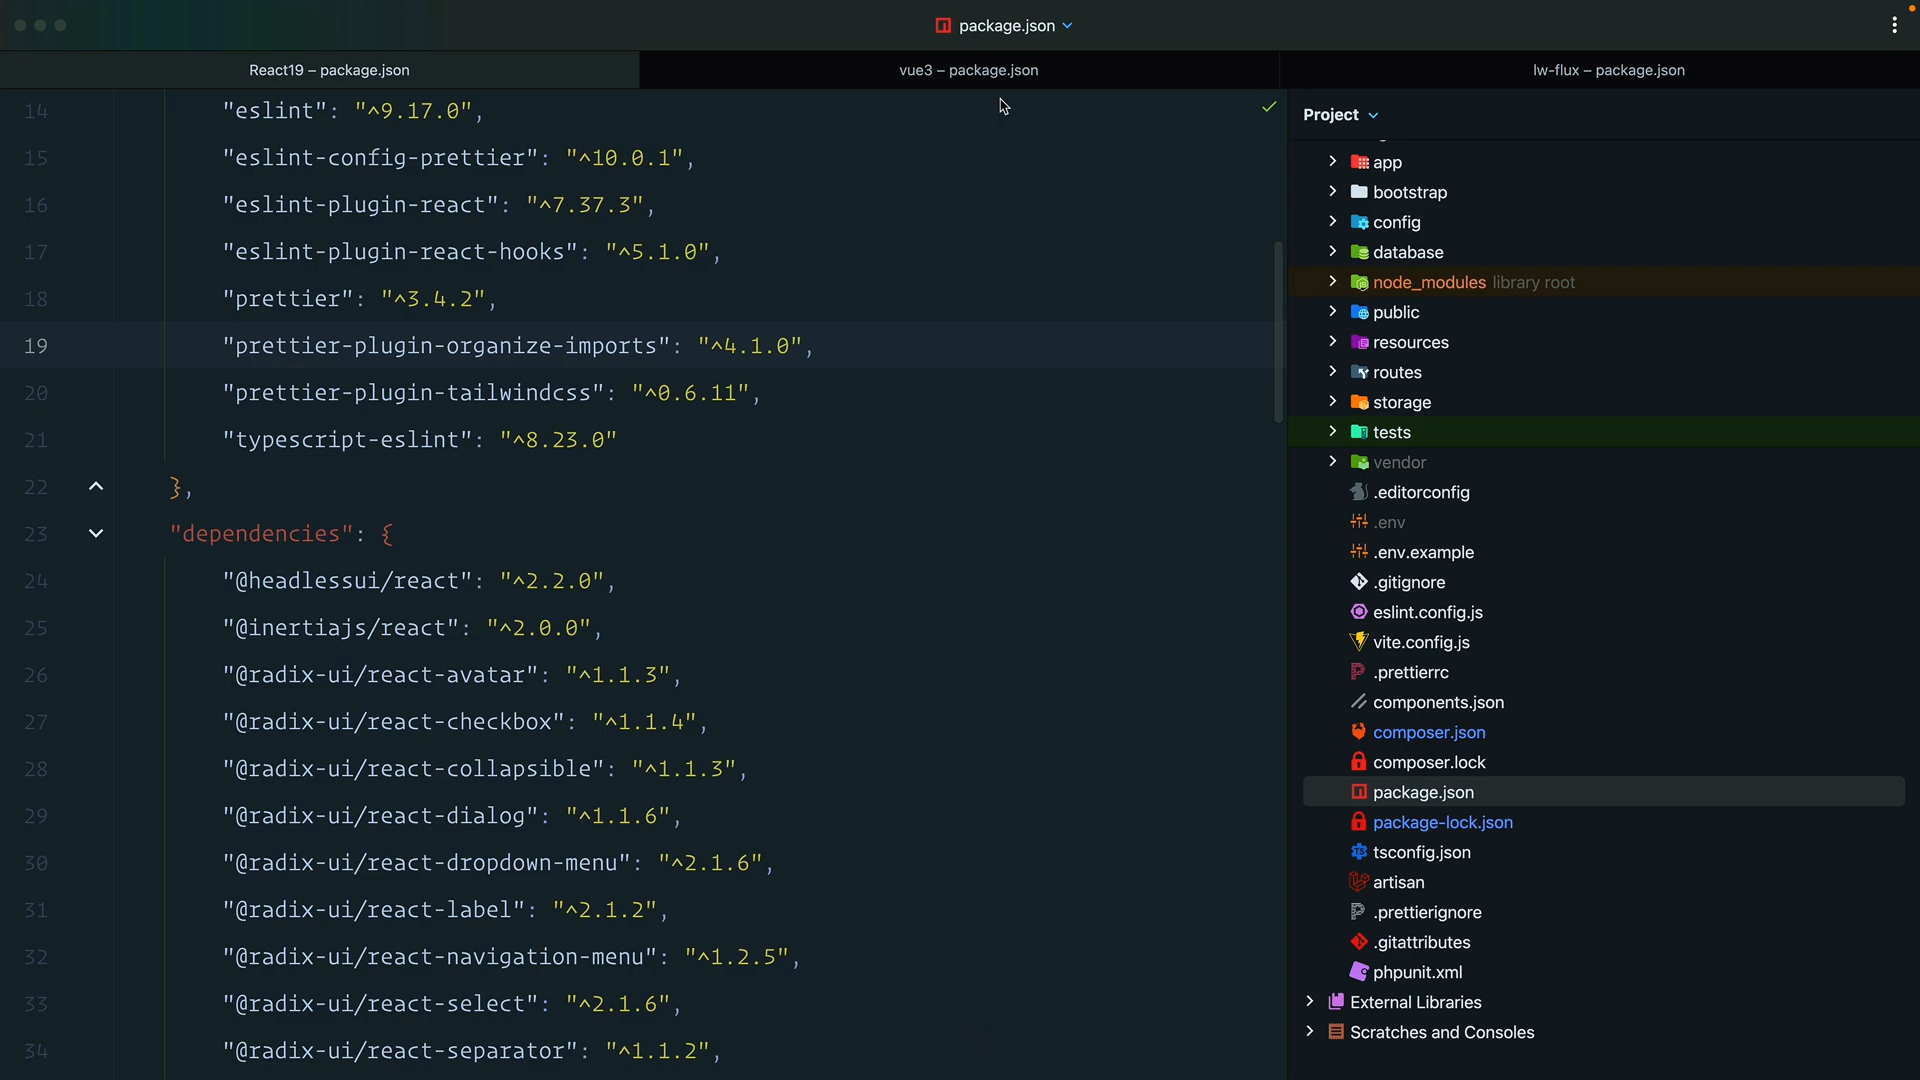 package.json
React19 – package.json
vue3 – package.json
lw-flux – package.json
14 "eslint": "^9.17.0",
15 "eslint-config-prettier": "^10.0.1",
16 "eslint-plugin-react": "^7.37.3",
17 "eslint-plugin-react-hooks": "^5.1.0",
18 "prettier": "^3.4.2",
19 "prettier-plugin-organize-imports": "^4.1.0",
20 "prettier-plugin-tailwindcss": "^0.6.11",
21 "typescript-eslint": "^8.23.0"
22 },
23 "dependencies": {
24 "@headlessui/react": "^2.2.0",
25 "@inertiajs/react": "^2.0.0",
26 "@radix-ui/react-avatar": "^1.1.3",
27 "@radix-ui/react-checkbox": "^1.1.4",
28 "@radix-ui/react-collapsible": "^1.1.3",
29 "@radix-ui/react-dialog": "^1.1.6",
30 "@radix-ui/react-dropdown-menu": "^2.1.6",
31 "@radix-ui/react-label": "^2.1.2",
32 "@radix-ui/react-navigation-menu": "^1.2.5",
33 "@radix-ui/react-select": "^2.1.6",
34 "@radix-ui/react-separator": "^1.1.2",
Project
app
bootstrap
config
database
node_modules library root
public
resources
routes
storage
tests
vendor
.editorconfig
.env
.env.example
.gitignore
eslint.config.js
vite.config.js
.prettierrc
components.json
composer.json
composer.lock
package.json
package-lock.json
tsconfig.json
artisan
.prettierignore
.gitattributes
phpunit.xml
External Libraries
Scratches and Consoles